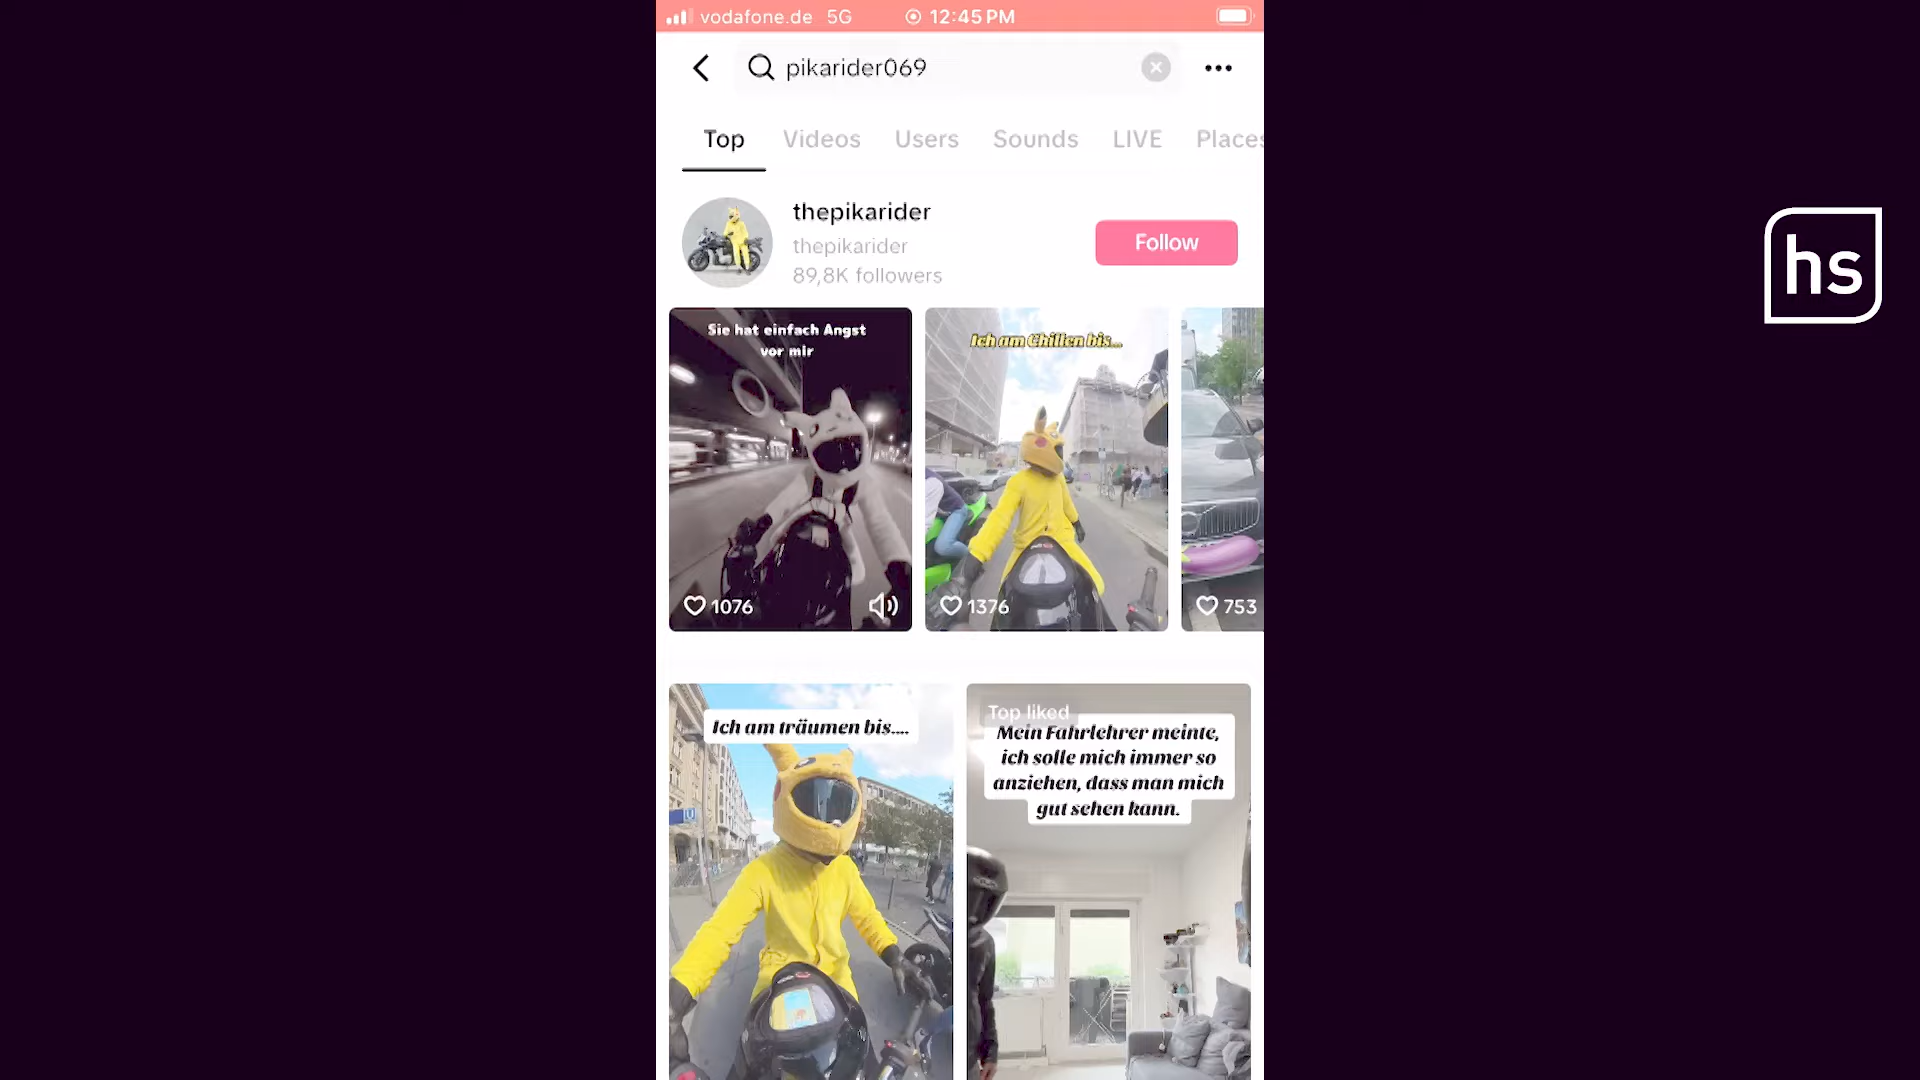 vodafone.de 5G 12:45 PM
pikarider069
Top Videos Users Sounds LIVE Places
thepikarider
thepikarider
89,8K followers
Follow
hs
Sie hat einfach Angst
vor mir
1076
Ich am Chillen bis...
1376
753
Ich am träumen bis....
U
Top liked
Mein Fahrlehrer meinte,
ich solle mich immer so
anziehen, dass man mich
gut sehen kann.